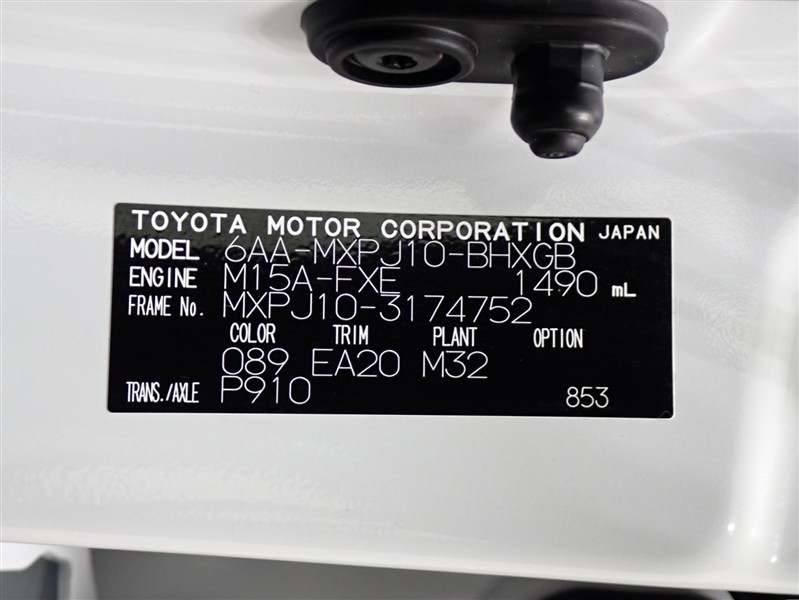 TOYOTA MOTOR CORPORATION JAPAN
MODEL 6AA-MXPJ10-BHXGB
ENGINE M15A-FXE 1490 mL
FRAME No. MXPJ10-3174752
COLOR TRIM PLANT OPTION
089 EA20 M32
TRANS./AXLE P910 853